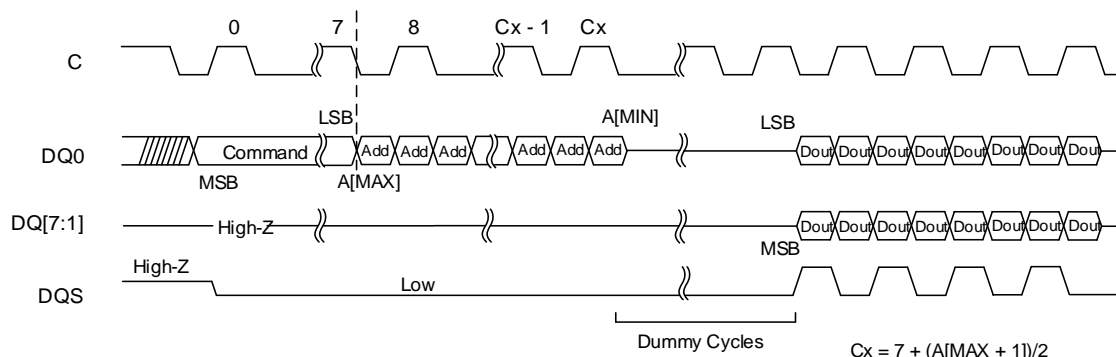 0 7 8 Cx - 1 Cx
C
LSB A[MIN] LSB
DQ0 Command Add Add Add Add Add Add Dout Dout Dout Dout Dout Dout Dout Dout
MSB A[MAX]
DQ[7:1] High-Z Dout Dout Dout Dout Dout Dout Dout Dout
MSB
High-Z
DQS Low
Dummy Cycles
Cx = 7 + (A[MAX + 1])/2